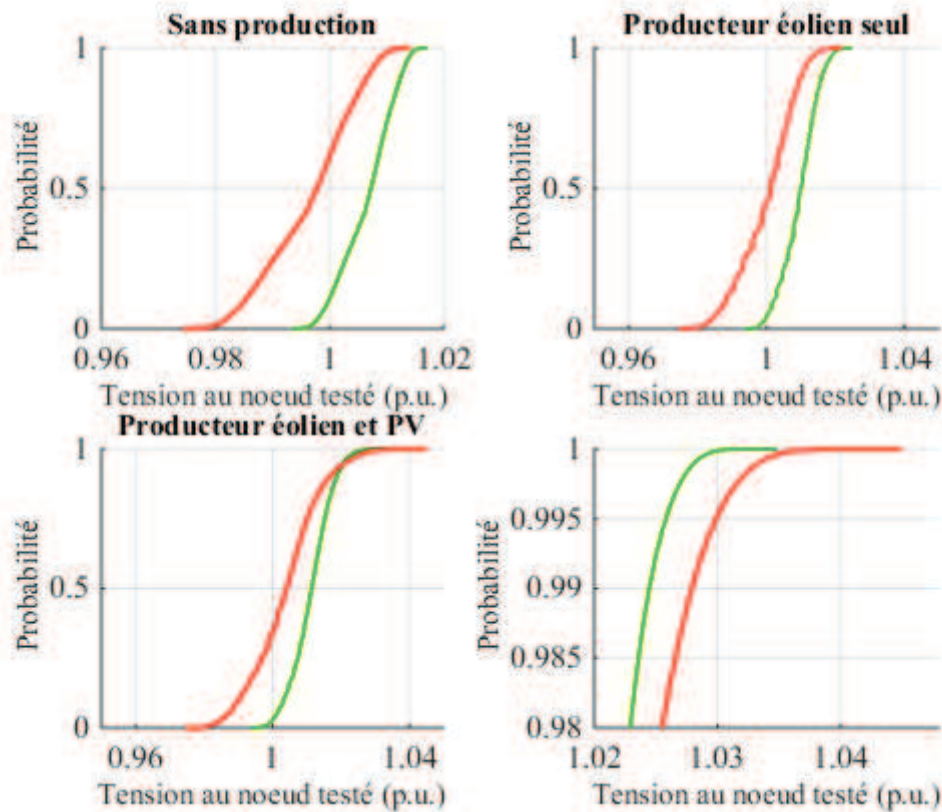 Sans production
Probabilité
1
0.5
0
0.96
0.98
1
1.02
Tension au noeud testé (p.u.)
Producteur éolien seul
Probabilité
1
0.5
0
0.96
1
1.04
Tension au noeud testé (p.u.)
Producteur éolien et PV
Probabilité
1
0.5
0
0.96
1
1.04
Tension au noeud testé (p.u.)
Probabilité
1
0.995
0.99
0.985
0.98
1.02
1.03
1.04
Tension au noeud testé (p.u.)